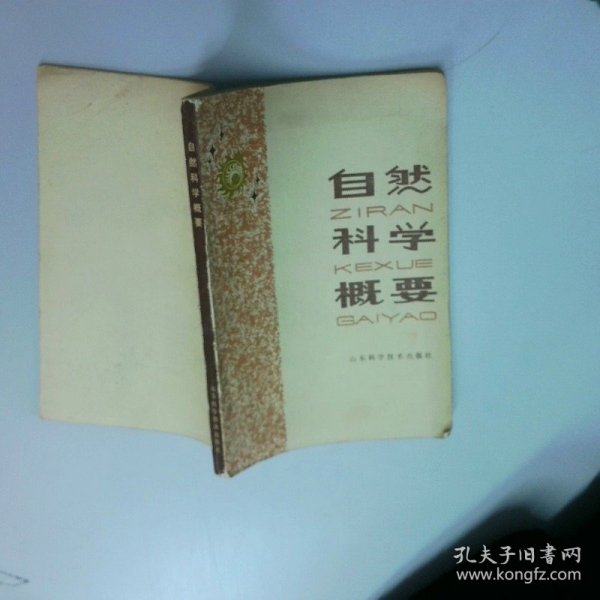 自然科学概要
自然
ZIRAN
科学
KEXUE
概要
GAIYAO
山东科学技术出版社
孔夫子旧书网
www.kongfz.com